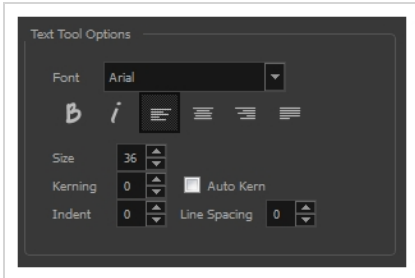 Text Tool Options
Font Arial
B i
Size 36
Kerning 0 Auto Kern
Indent 0 Line Spacing 0